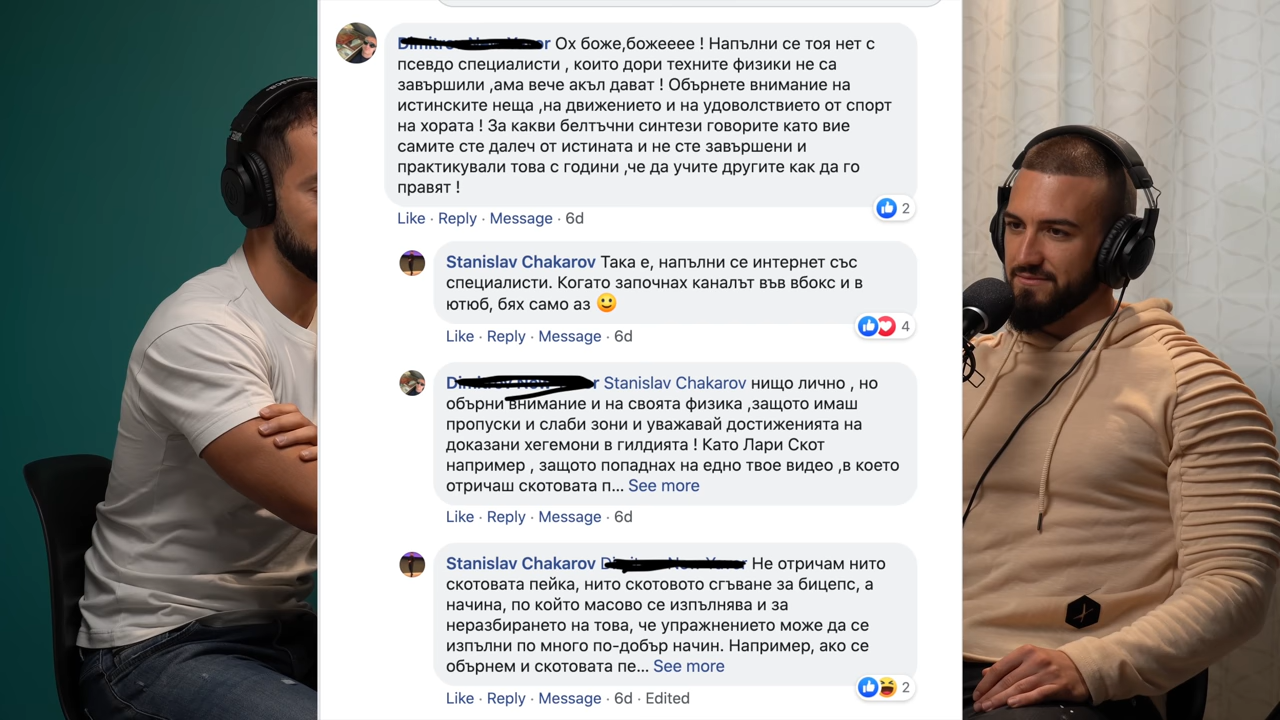 Ох боже,божееее ! Напълни се тоя нет с
псевдо специалисти , които дори техните физики не са
завършили ,ама вече акъл дават ! Обърнете внимание на
истинските неща ,на движението и на удоволствието от спорт
на хората ! За какви белтъчни синтези говорите като вие
самите сте далеч от истината и не сте завършени и
практикували това с години ,че да учите другите как да го
правят !
2
Like · Reply · Message · 6d
Stanislav Chakarov Така е, напълни се интернет със
специалисти. Когато започнах каналът във вбокс и в
ютюб, бях само аз
4
Like · Reply · Message · 6d
Stanislav Chakarov нищо лично , но
обърни внимание и на своята физика ,защото имаш
пропуски и слаби зони и уважавай достиженията на
доказани хегемони в гилдията ! Като Лари Скот
например , защото попаднах на едно твое видео ,в което
отричаш скотовата п... See more
Like · Reply · Message · 6d
Stanislav Chakarov Не отричам нито
скотовата пейка, нито скотовото сгъване за бицепс, а
начина, по който масово се изпълнява и за
неразбирането на това, че упражнението може да се
изпълни по много по-добър начин. Например, ако се
обърнем и скотовата пе... See more
2
Like · Reply · Message · 6d · Edited